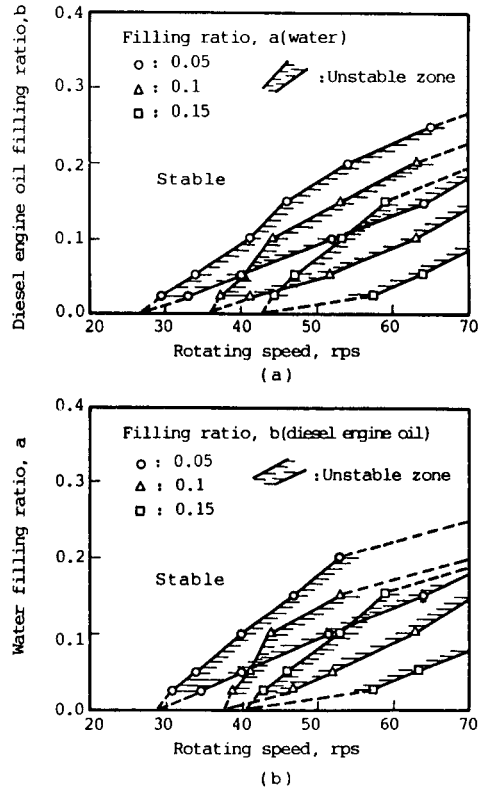 Diesel engine oil filling ratio,b
0.4
0.3
0.2
0.1
0.0
Filling ratio, a(water)
○ : 0.05
△ : 0.1
□ : 0.15
:Unstable zone
Stable
20 30 40 50 60 70
Rotating speed, rps
(a)
Water filling ratio, a
0.4
0.3
0.2
0.1
0.0
Filling ratio, b(diesel engine oil)
○ : 0.05
△ : 0.1
□ : 0.15
:Unstable zone
Stable
20 30 40 50 60 70
Rotating speed, rps
(b)